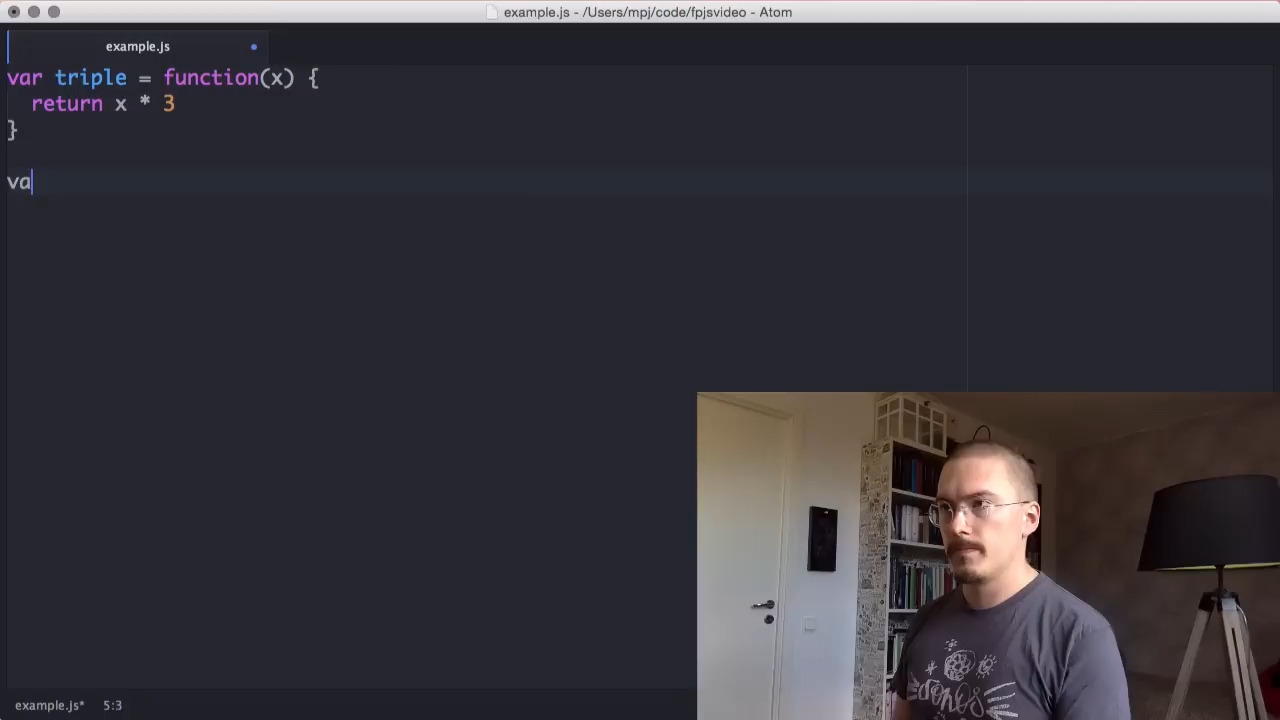 example.js - /Users/mpj/code/fpjsvideo - Atom
example.js
var triple = function(x) {
  return x * 3
}
va
example.js* 5:3